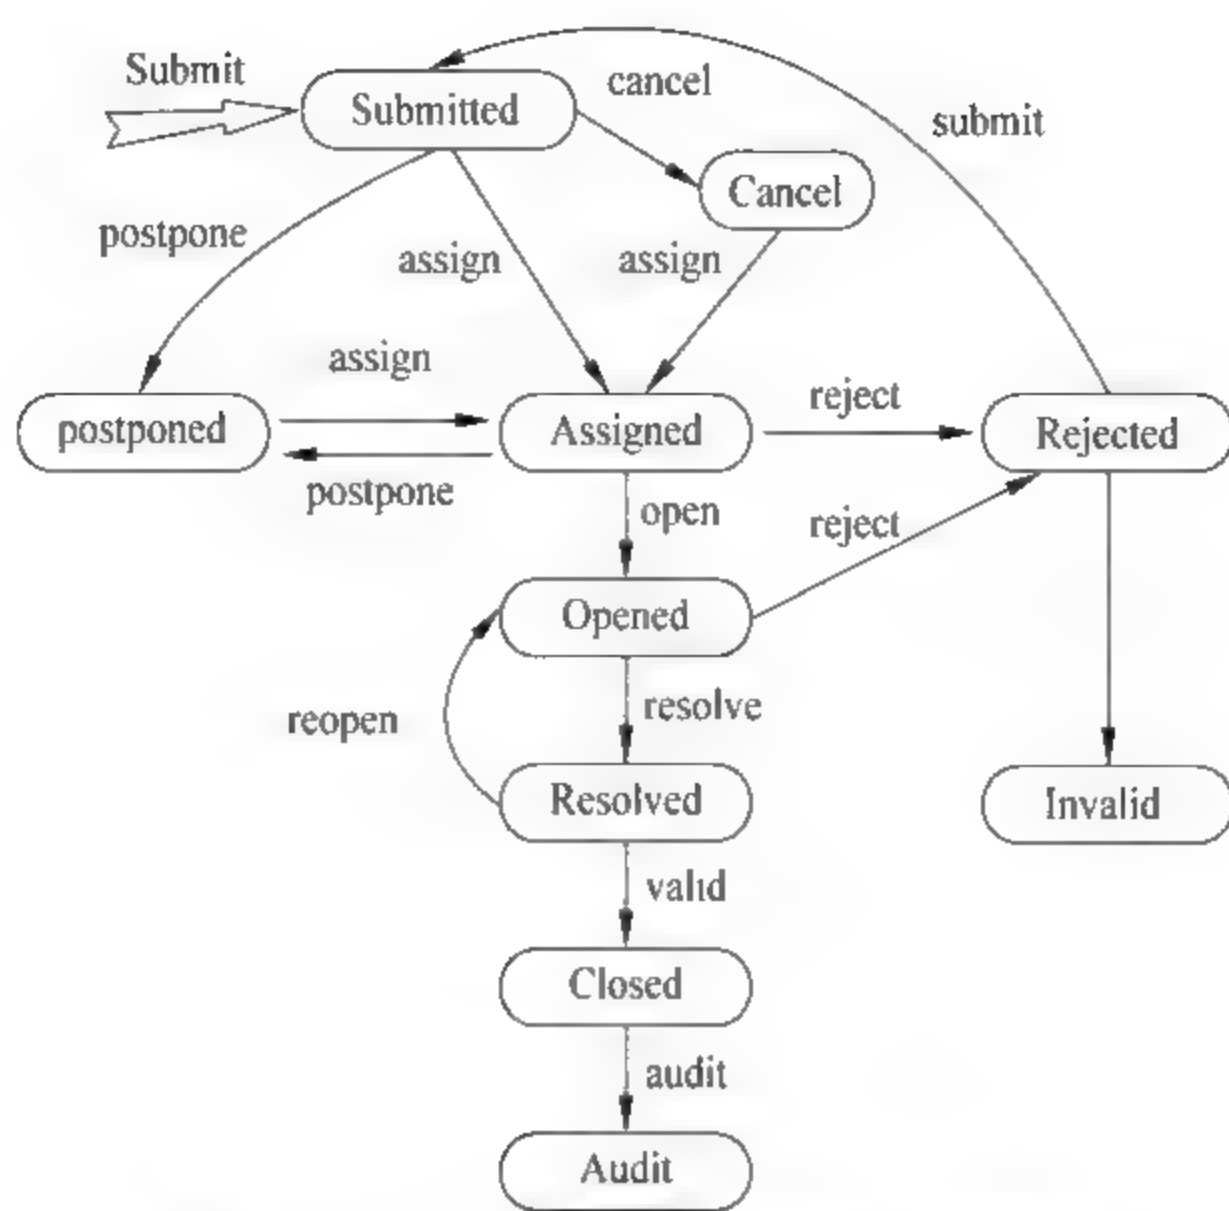 Submit
Submitted
cancel
submit
Cancel
postpone
assign
assign
assign
postponed
Assigned
reject
Rejected
postpone
open
reject
Opened
reopen
resolve
Resolved
Invalid
valid
Closed
audit
Audit